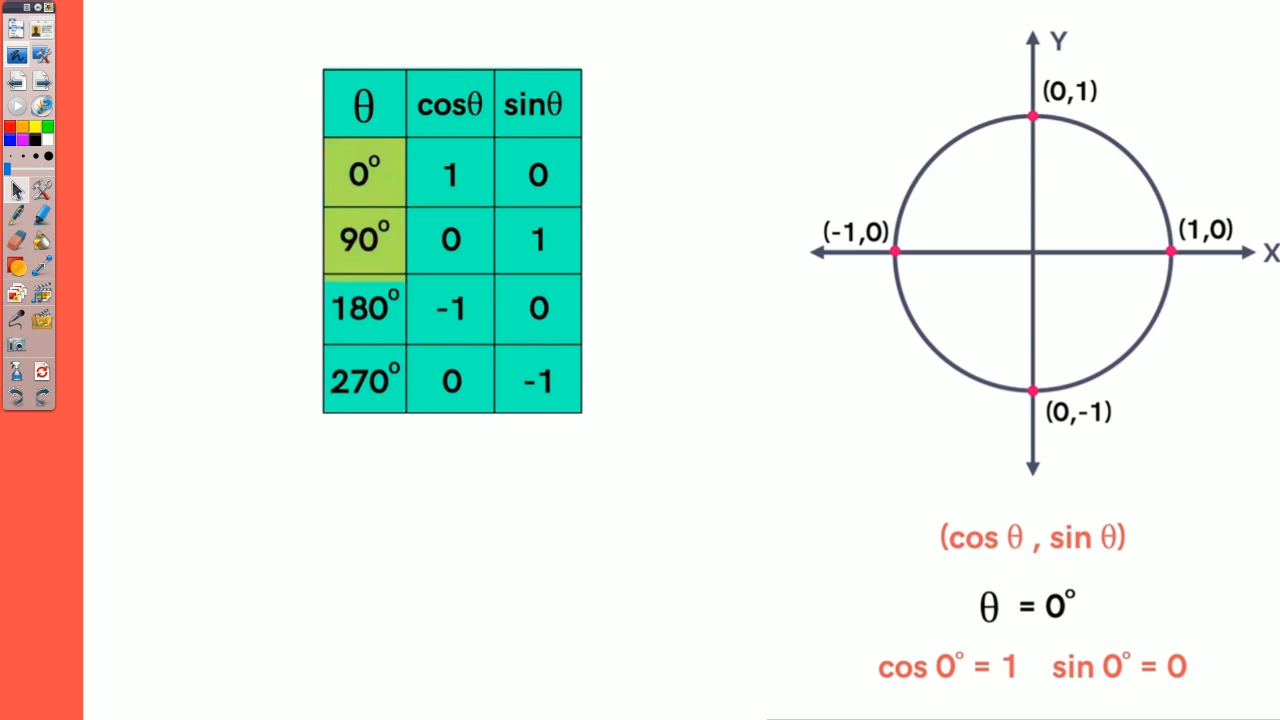 θ cosθ sinθ
0° 1 0
90° 0 1
180° -1 0
270° 0 -1
Y
(0,1)
(-1,0)
(1,0)
X
(0,-1)
(cos θ , sin θ)
θ = 0°
cos 0° = 1 sin 0° = 0